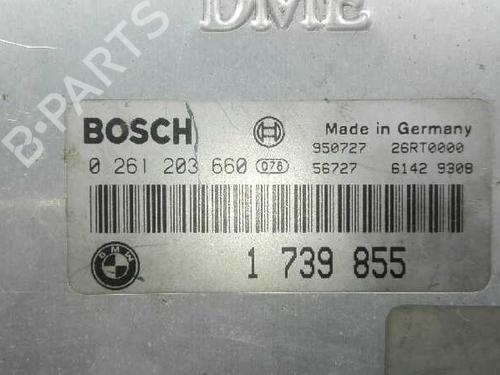 DME
B-PARTS
BOSCH
Made in Germany
950727 26RT0000
0 261 203 660 078 56727 6142 9308
BMW
1 739 855